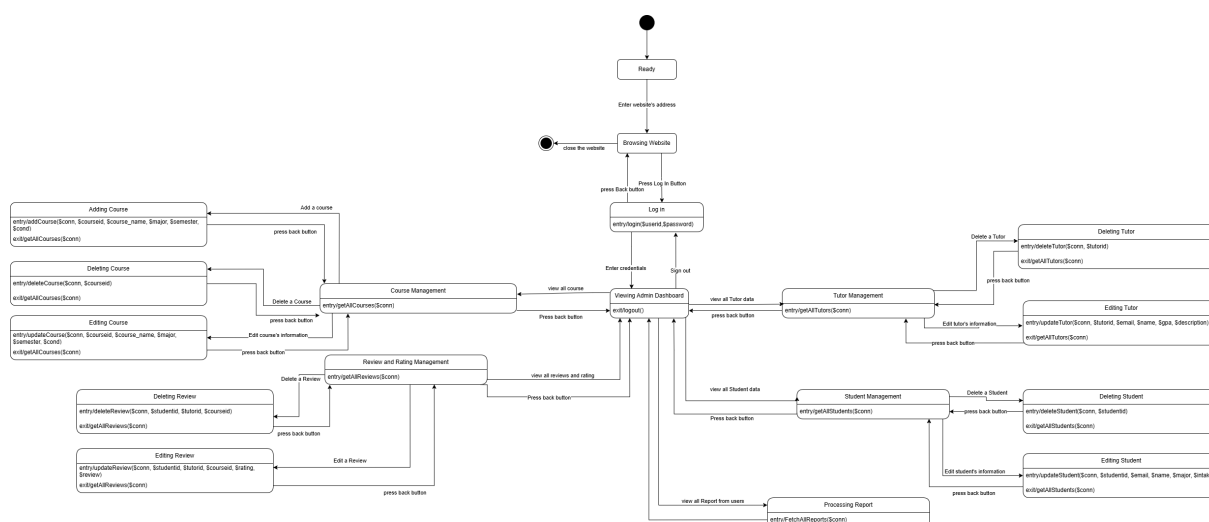 Ready
Enter website's address
Browsing Website
close the website
press Back button
Press Log In Button
Log in
entry/login($userid,$password)
Enter credentials
Sign out
Viewing Admin Dashboard
exit/logout()
Adding Course
entry/addCourse($conn, $courseid, $course_name, $major, $semester,
$cond)
exit/getAllCourses($conn)
Add a course
press back button
Deleting Course
entry/deleteCourse($conn, $courseid)
exit/getAllCourses($conn)
Delete a Course
press back button
Editing Course
entry/updateCourse($conn, $courseid, $course_name, $major,
$semester, $cond)
exit/getAllCourses($conn)
Edit course's information
press back button
Course Management
entry/getAllCourses($conn)
view all course
Press back button
Review and Rating Management
entry/getAllReviews($conn)
view all reviews and rating
Press back button
Delete a Review
Deleting Review
entry/deleteReview($conn, $studentid, $tutorid, $courseid)
exit/getAllReviews($conn)
press back button
Editing Review
entry/updateReview($conn, $studentid, $tutorid, $courseid, $rating,
$review)
exit/getAllReviews($conn)
Edit a Review
press back button
view all Tutor data
press back button
Tutor Management
entry/getAllTutors($conn)
Delete a Tutor
Deleting Tutor
entry/deleteTutor($conn, $tutorid)
exit/getAllTutors($conn)
press back button
Edit tutor's information
Editing Tutor
entry/updateTutor($conn, $tutorid, $email, $name, $gpa, $description)
exit/getAllTutors($conn)
press back button
view all Student data
Press back button
Student Management
entry/getAllStudents($conn)
Delete a Student
Deleting Student
entry/deleteStudent($conn, $studentid)
exit/getAllStudents($conn)
press back button
Edit student's information
Editing Student
entry/updateStudent($conn, $studentid, $email, $name, $major,
exit/getAllStudents($conn)
press back button
view all Report from users
Processing Report
entry/FetchAllReports($conn)